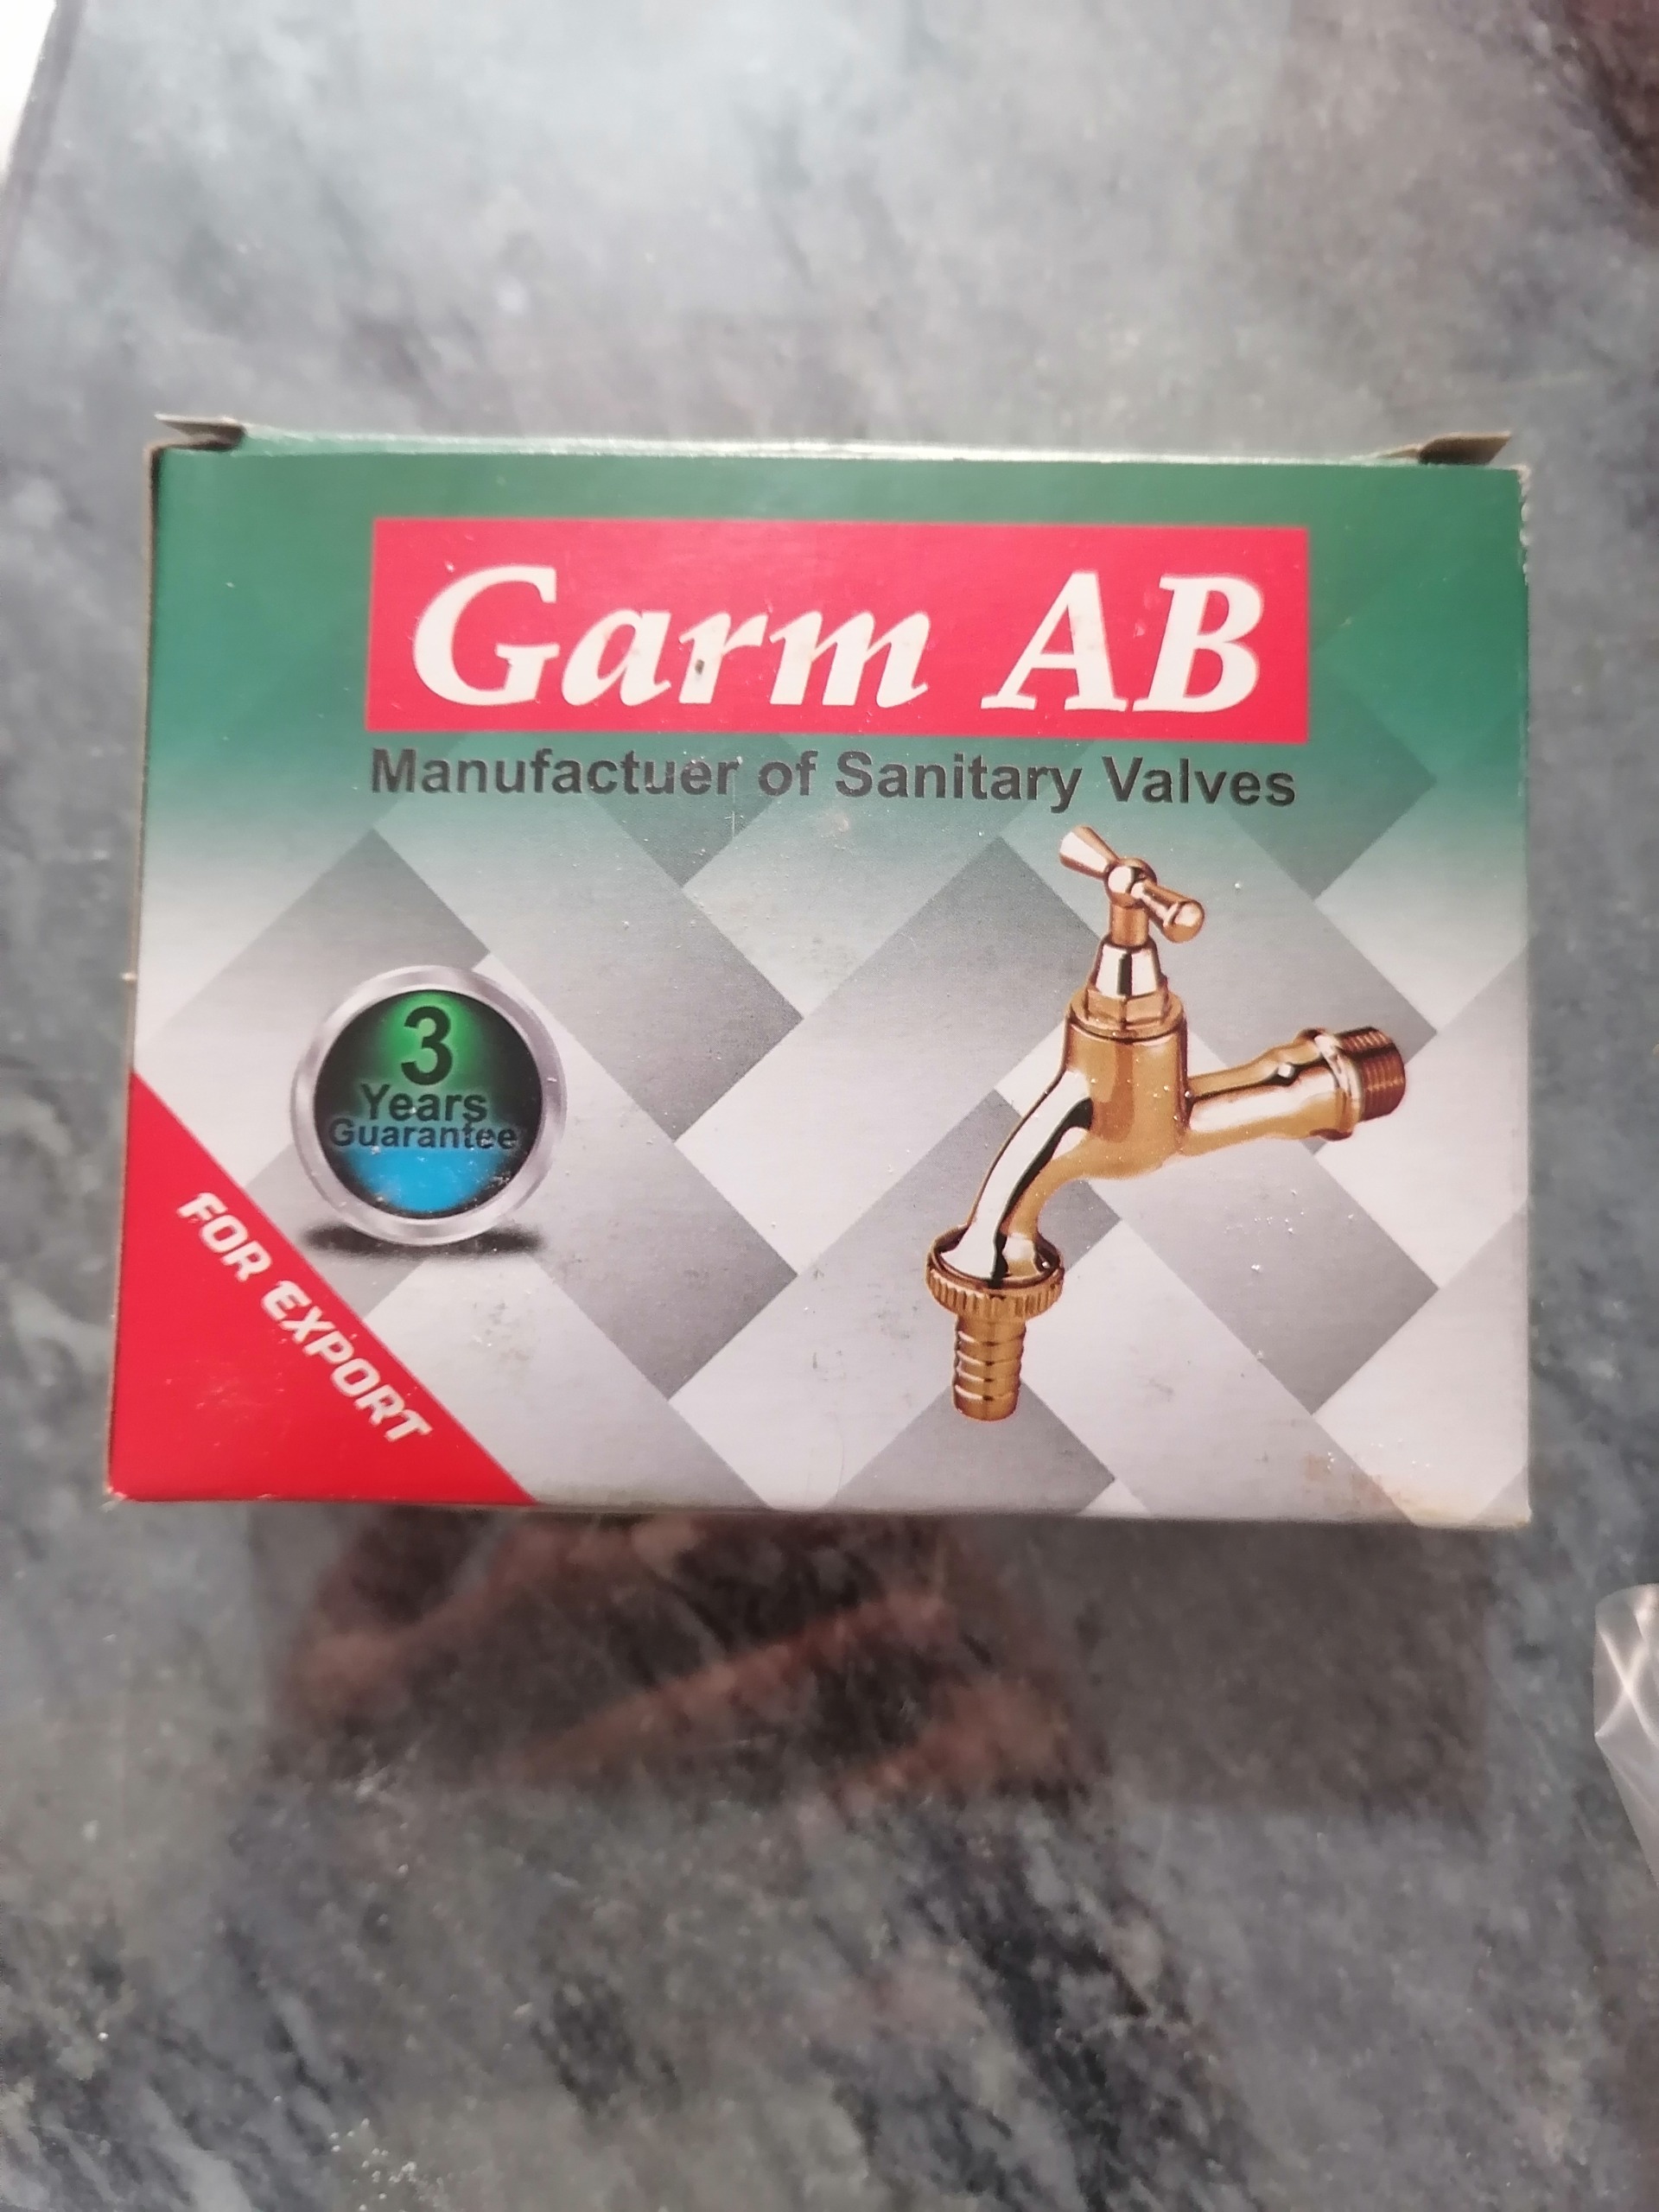 Garm AB
Manufactuer of Sanitary Valves
3
Years
Guarantee
FOR EXPORT